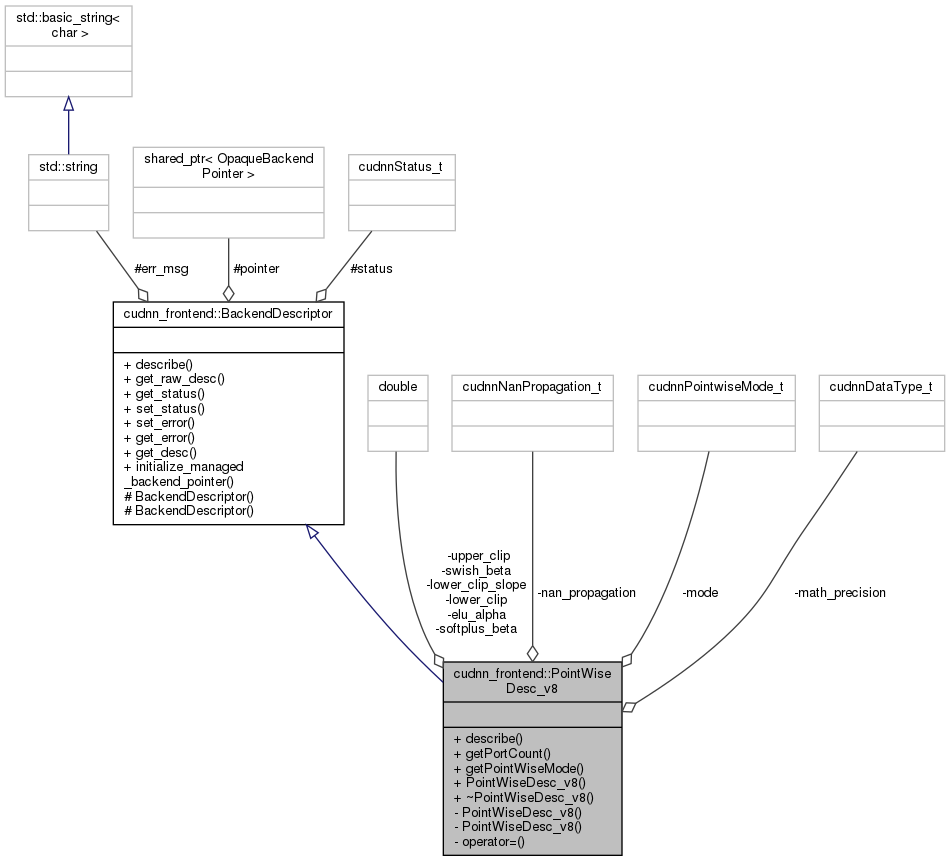 std::basic_string<
char >
std::string
shared_ptr< OpaqueBackend
Pointer >
cudnnStatus_t
#err_msg
#pointer
#status
cudnn_frontend::BackendDescriptor
+ describe()
+ get_raw_desc()
+ get_status()
+ set_status()
+ set_error()
+ get_error()
+ get_desc()
+ initialize_managed
_backend_pointer()
# BackendDescriptor()
# BackendDescriptor()
double
cudnnNanPropagation_t
cudnnPointwiseMode_t
cudnnDataType_t
-upper_clip
-swish_beta
-lower_clip_slope
-lower_clip
-elu_alpha
-softplus_beta
-nan_propagation
-mode
-math_precision
cudnn_frontend::PointWise
Desc_v8
+ describe()
+ getPortCount()
+ getPointWiseMode()
+ PointWiseDesc_v8()
+ ~PointWiseDesc_v8()
- PointWiseDesc_v8()
- PointWiseDesc_v8()
- operator=()